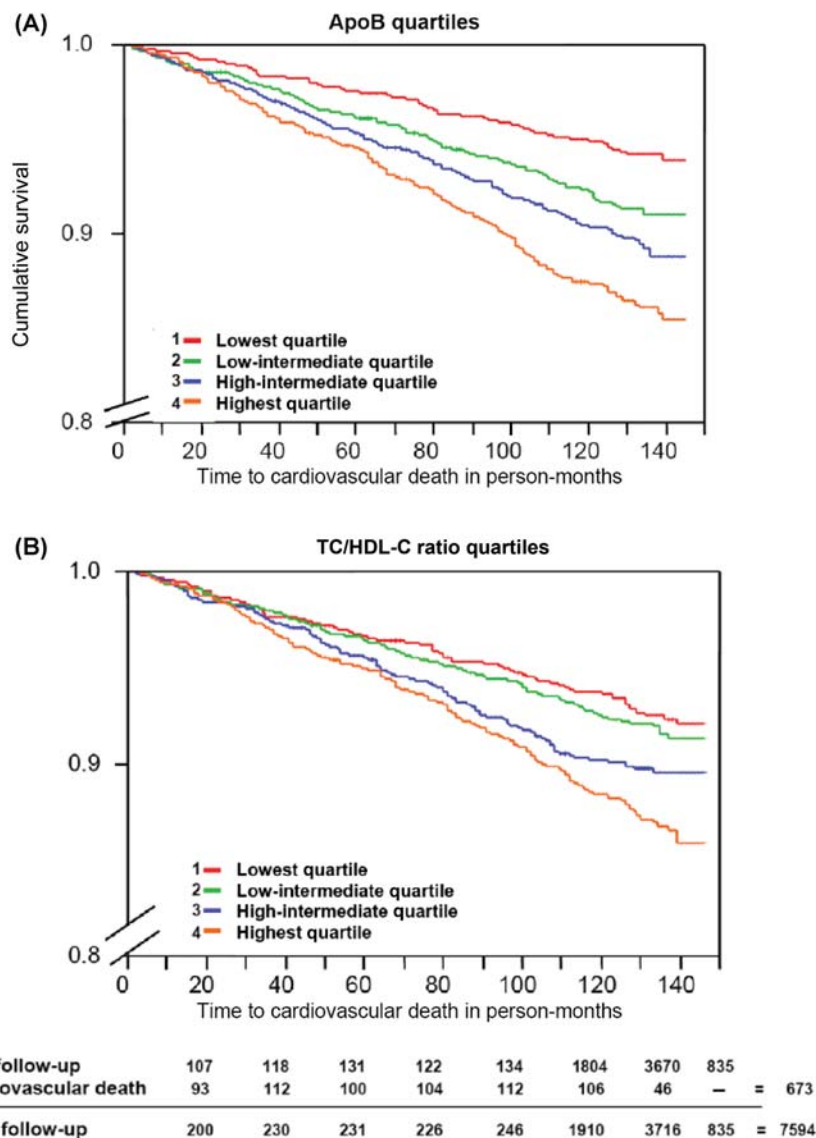 (A) ApoB quartiles
1.0
0.9
0.8
Cumulative survival
1 Lowest quartile
2 Low-intermediate quartile
3 High-intermediate quartile
4 Highest quartile
0 20 40 60 80 100 120 140
Time to cardiovascular death in person-months
(B) TC/HDL-C ratio quartiles
1.0
0.9
0.8
1 Lowest quartile
2 Low-intermediate quartile
3 High-intermediate quartile
4 Highest quartile
0 20 40 60 80 100 120 140
Time to cardiovascular death in person-months
follow-up 107 118 131 122 134 1804 3670 835
ovascular death 93 112 100 104 112 106 46 – = 673
follow-up 200 230 231 226 246 1910 3716 835 = 7594